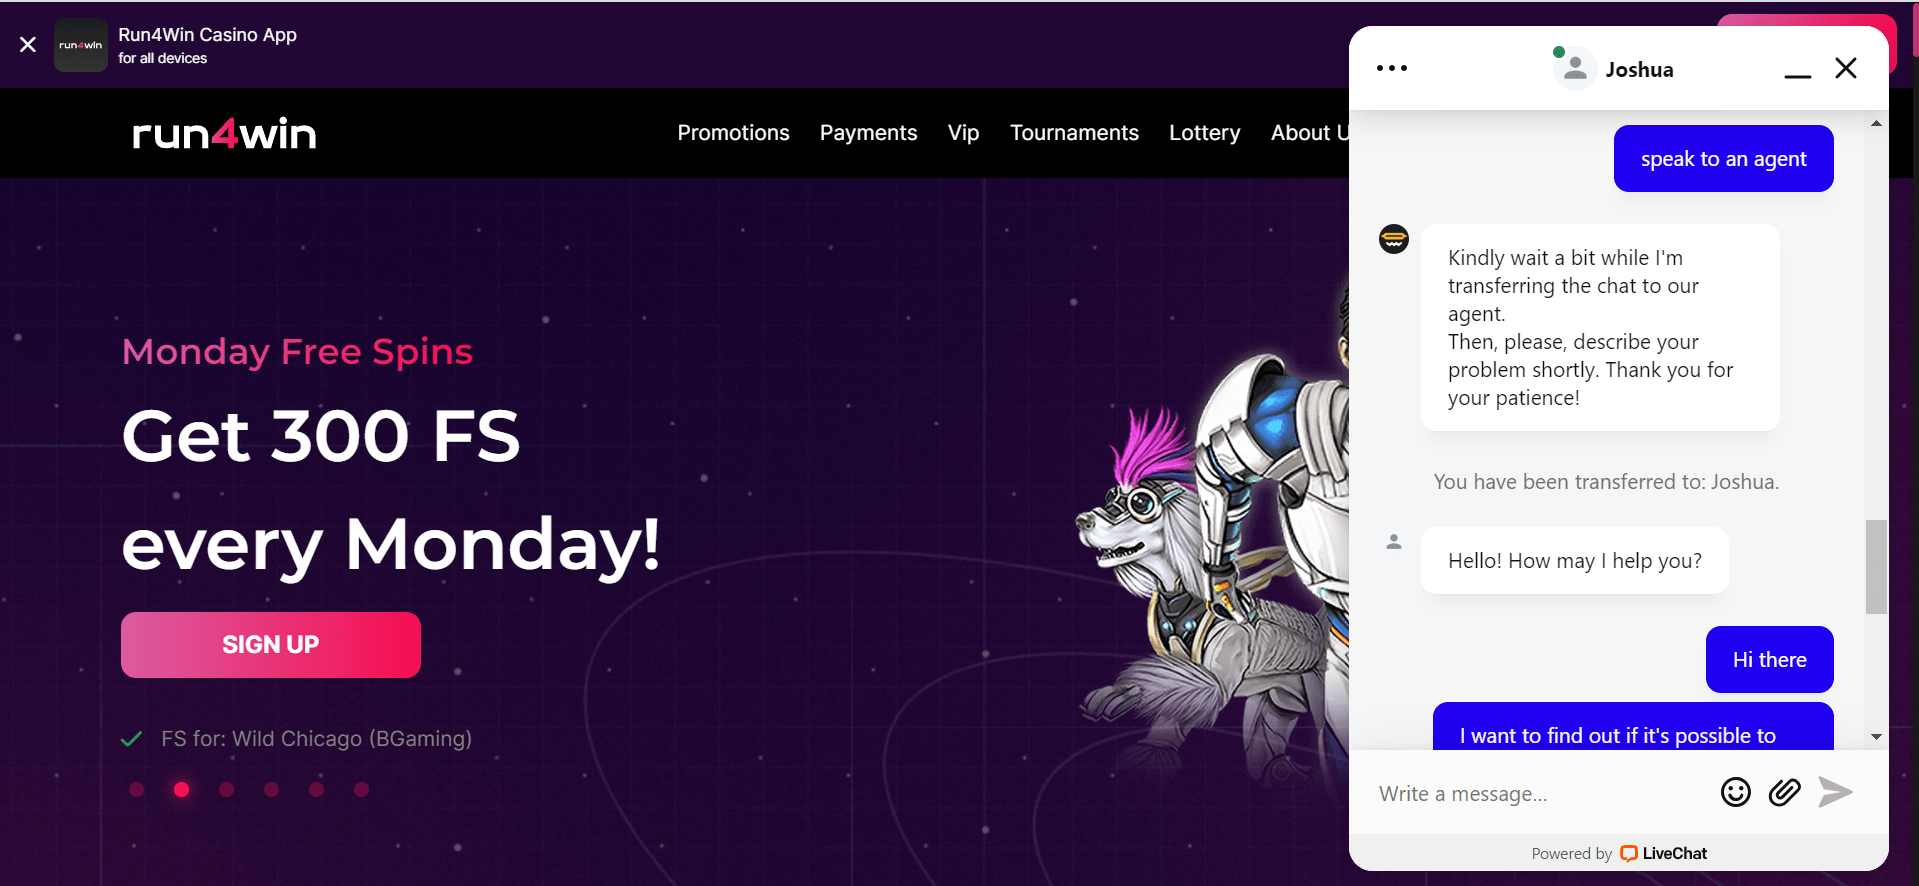 run4win
Run4Win Casino App
for all devices
run4win
Promotions Payments Vip Tournaments Lottery About U
Monday Free Spins
Get 300 FS
every Monday!
SIGN UP
FS for: Wild Chicago (BGaming)
Joshua
speak to an agent
Kindly wait a bit while I'm
transferring the chat to our
agent.
Then, please, describe your
problem shortly. Thank you for
your patience!
You have been transferred to: Joshua.
Hello! How may I help you?
Hi there
I want to find out if it's possible to
Write a message...
Powered by LiveChat